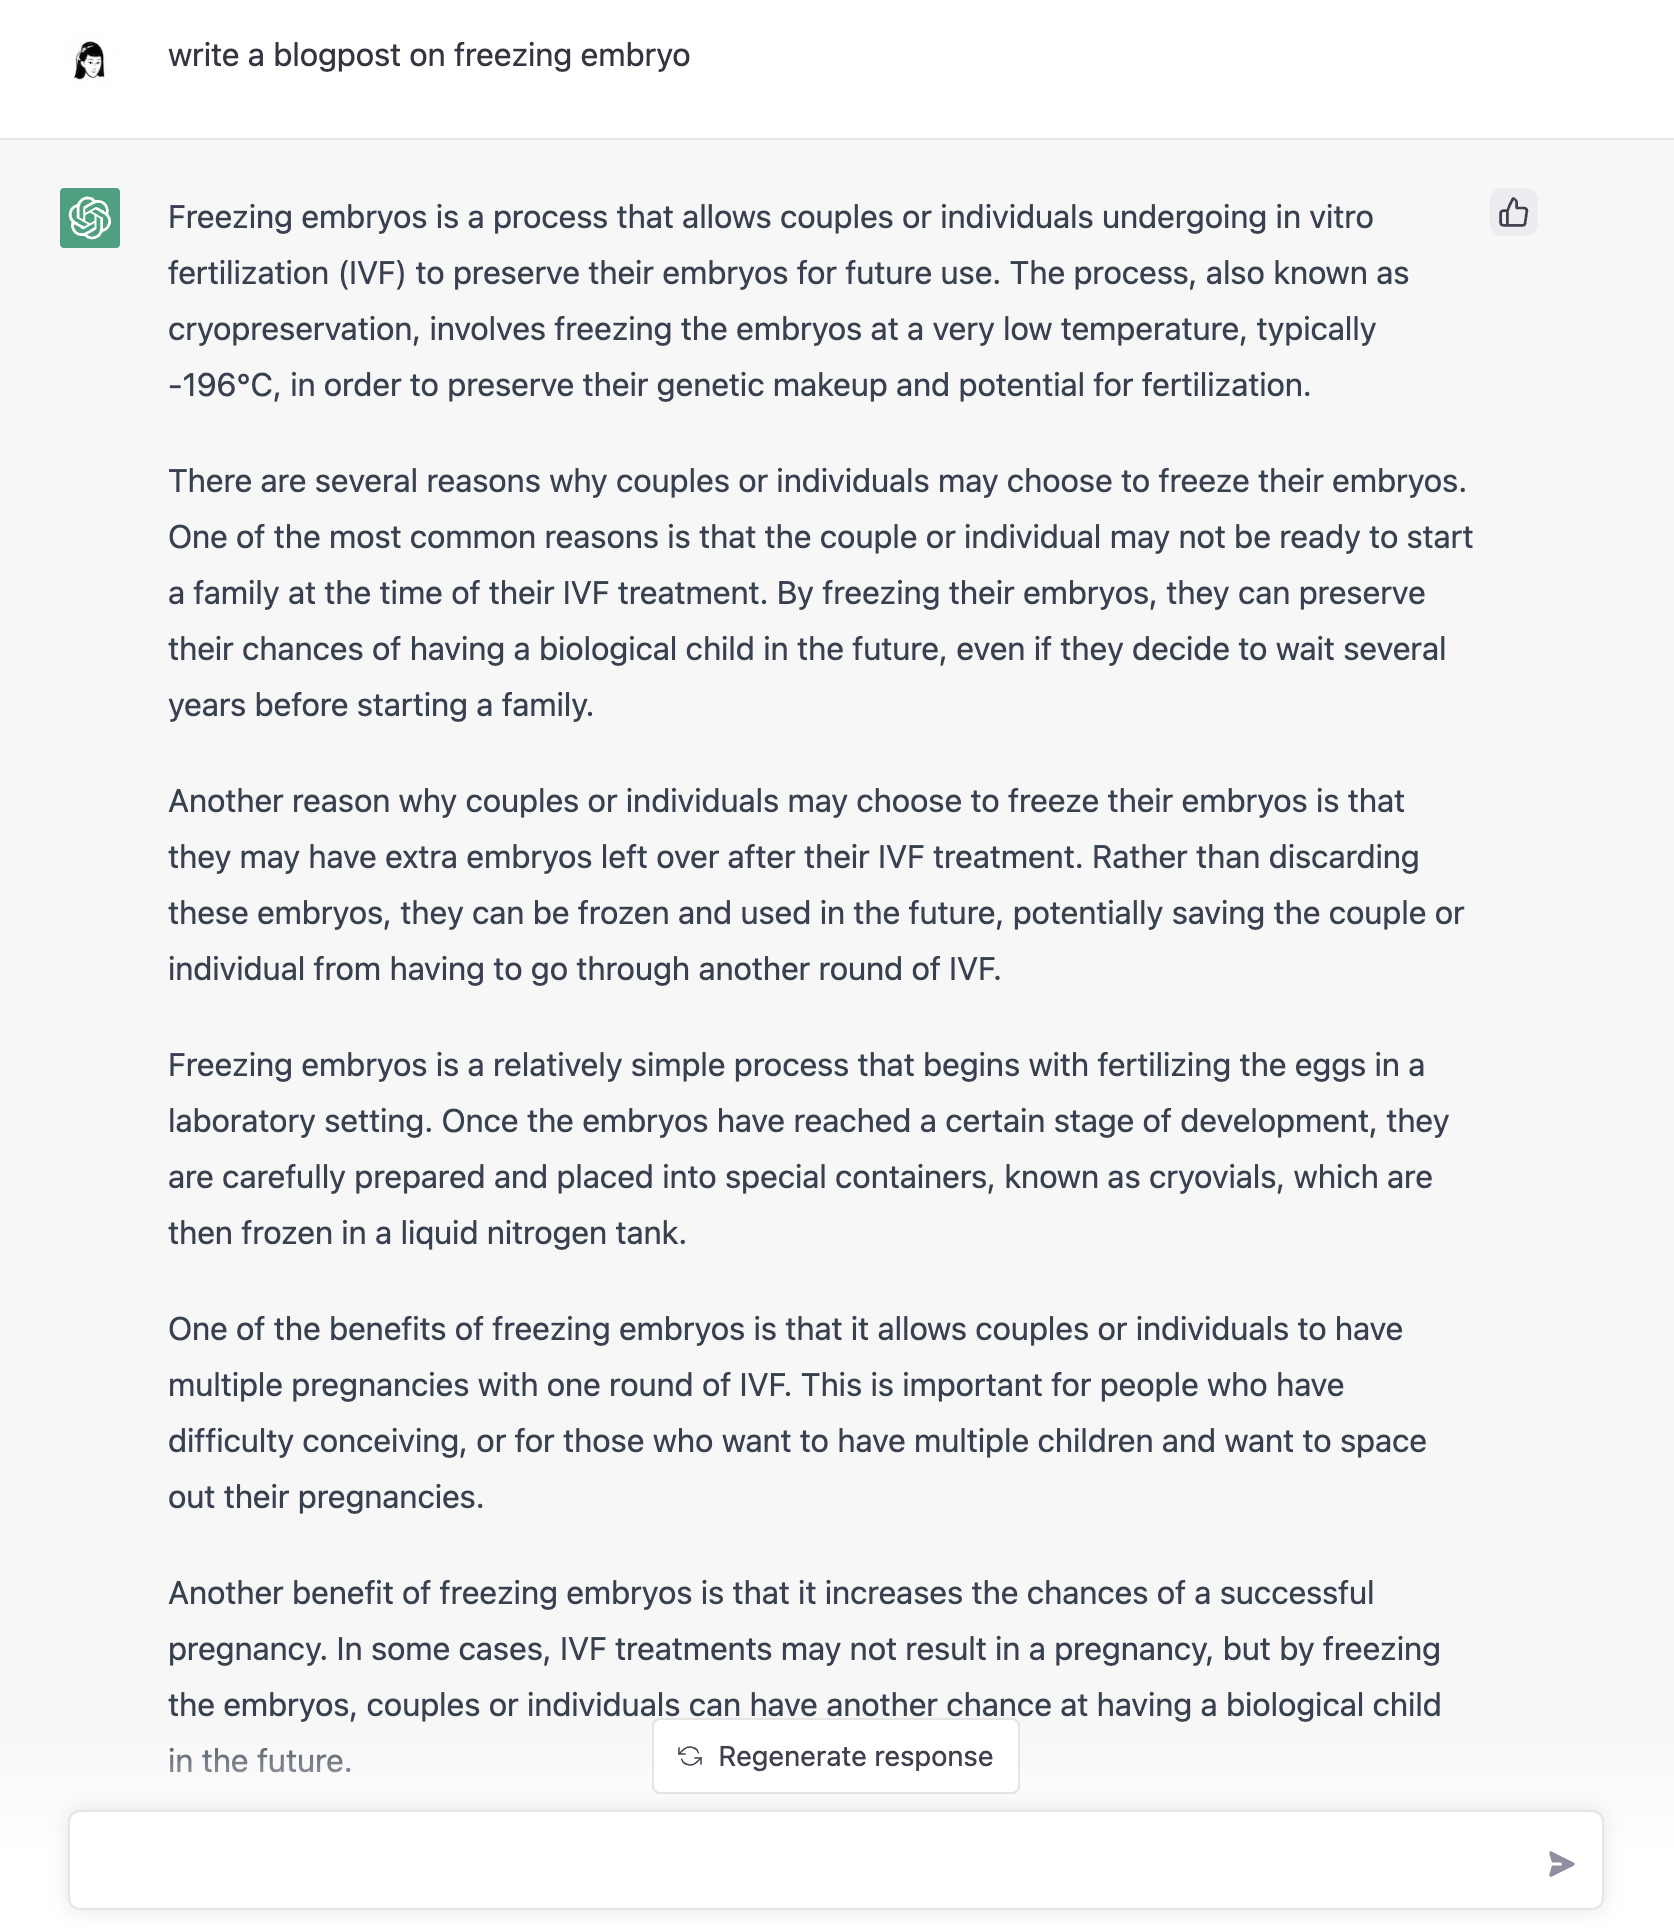 write a blogpost on freezing embryo
Freezing embryos is a process that allows couples or individuals undergoing in vitro
fertilization (IVF) to preserve their embryos for future use. The process, also known as
cryopreservation, involves freezing the embryos at a very low temperature, typically
-196°C, in order to preserve their genetic makeup and potential for fertilization.
There are several reasons why couples or individuals may choose to freeze their embryos.
One of the most common reasons is that the couple or individual may not be ready to start
a family at the time of their IVF treatment. By freezing their embryos, they can preserve
their chances of having a biological child in the future, even if they decide to wait several
years before starting a family.
Another reason why couples or individuals may choose to freeze their embryos is that
they may have extra embryos left over after their IVF treatment. Rather than discarding
these embryos, they can be frozen and used in the future, potentially saving the couple or
individual from having to go through another round of IVF.
Freezing embryos is a relatively simple process that begins with fertilizing the eggs in a
laboratory setting. Once the embryos have reached a certain stage of development, they
are carefully prepared and placed into special containers, known as cryovials, which are
then frozen in a liquid nitrogen tank.
One of the benefits of freezing embryos is that it allows couples or individuals to have
multiple pregnancies with one round of IVF. This is important for people who have
difficulty conceiving, or for those who want to have multiple children and want to space
out their pregnancies.
Another benefit of freezing embryos is that it increases the chances of a successful
pregnancy. In some cases, IVF treatments may not result in a pregnancy, but by freezing
the embryos, couples or individuals can have another chance at having a biological child
in the future.
Regenerate response